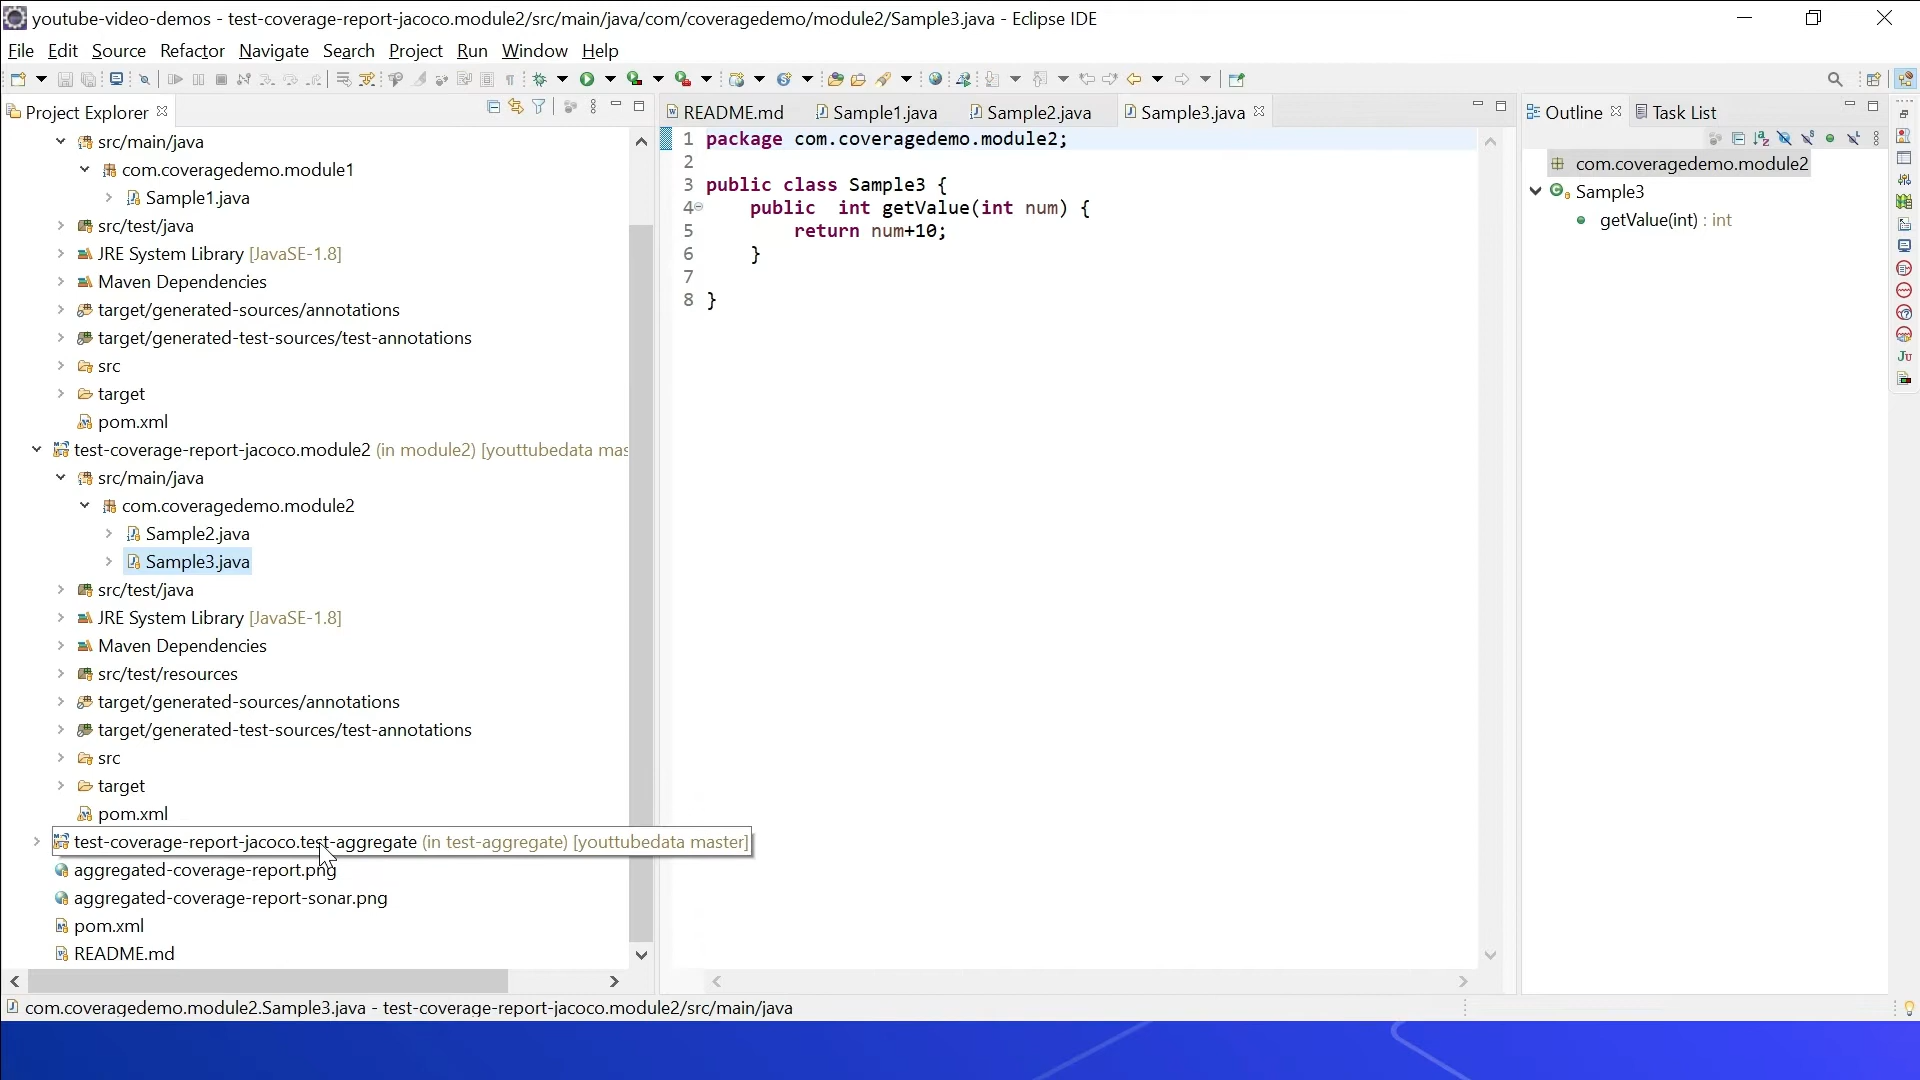 youtube-video-demos - test-coverage-report-jacoco.module2/src/main/java/com/coveragedemo/module2/Sample3.java - Eclipse IDE
File Edit Source Refactor Navigate Search Project Run Window Help
Project Explorer
README.md Sample1.java Sample2.java Sample3.java
Outline Task List
src/main/java
com.coveragedemo.module1
Sample1.java
src/test/java
JRE System Library [JavaSE-1.8]
Maven Dependencies
target/generated-sources/annotations
target/generated-test-sources/test-annotations
src
target
pom.xml
test-coverage-report-jacoco.module2 (in module2) [youttubedata mas
src/main/java
com.coveragedemo.module2
Sample2.java
Sample3.java
src/test/java
JRE System Library [JavaSE-1.8]
Maven Dependencies
src/test/resources
target/generated-sources/annotations
target/generated-test-sources/test-annotations
src
target
pom.xml
test-coverage-report-jacoco.test-aggregate (in test-aggregate) [youttubedata master]
aggregated-coverage-report.png
aggregated-coverage-report-sonar.png
pom.xml
README.md
1 package com.coveragedemo.module2;
2
3 public class Sample3 {
4 public  int getValue(int num) {
5 return num+10;
6 }
7
8 }
com.coveragedemo.module2
Sample3
getValue(int) : int
Ju
com.coveragedemo.module2.Sample3.java - test-coverage-report-jacoco.module2/src/main/java